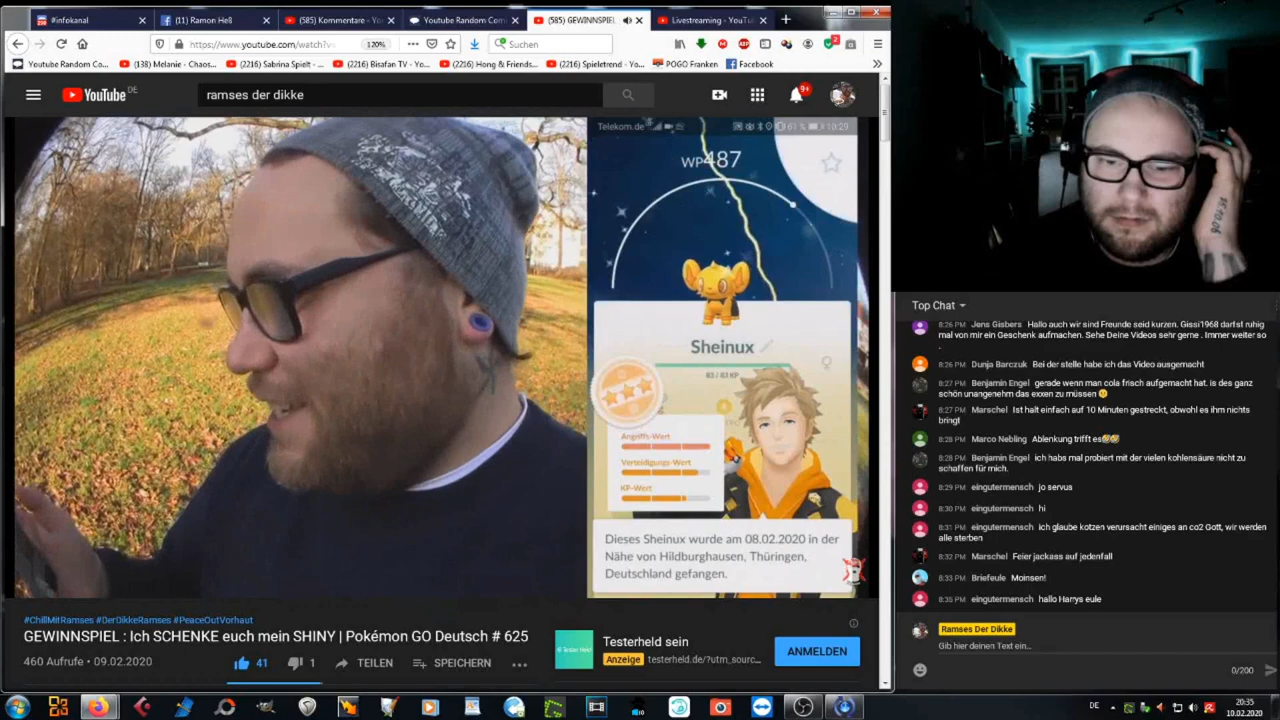 #infokanal
(11) Ramon Heß
(585) Kommentare - YouTu
Youtube Random Com
(585) GEWINNSPIEL
Livestreaming - YouTu
https://www.youtube.com/watch?v
120%
Suchen
Youtube Random Co...
(138) Melanie - Chaos...
(2216) Sabrina Spielt - ...
(2216) Bisafan TV - Yo...
(2216) Hong & Friends...
(2216) Spieletrend - Yo...
POGO Franken
Facebook
YouTube DE
ramses der dikke
9+
Telekom.de
61 %
10:29
WP487
Sheinux
83 / 83 KP
Angriffs-Wert
Verteidigungs-Wert
KP-Wert
Dieses Sheinux wurde am 08.02.2020 in der
Nähe von Hildburghausen, Thüringen,
Deutschland gefangen.
#ChillMitRamses #DerDikkeRamses #PeaceOutVorhaut
GEWINNSPIEL : Ich SCHENKE euch mein SHINY | Pokémon GO Deutsch # 625
460 Aufrufe • 09.02.2020
41
1
TEILEN
SPEICHERN
Testerheld sein
Anzeige testerheld.de/?utm_sourc...
ANMELDEN
Top Chat
8:26 PM Jens Gisbers Hallo auch wir sind Freunde seid kurzen. Gissi1968 darfst ruhig
mal von mir ein Geschenk aufmachen. Sehe Deine Videos sehr gerne . Immer weiter so
.
8:26 PM Dunja Barczuk Bei der stelle habe ich das Video ausgemacht
8:27 PM Benjamin Engel gerade wenn man cola frisch aufgemacht hat. is des ganz
schön unangenehm das exxen zu müssen
8:27 PM Marschel Ist halt einfach auf 10 Minuten gestreckt, obwohl es ihm nichts
bringt
8:28 PM Marco Nebling Ablenkung trifft es🤣🤣
8:28 PM Benjamin Engel ich habs mal probiert mit der vielen kohlensäure nicht zu
schaffen für mich.
8:29 PM eingutermensch jo servus
8:30 PM eingutermensch hi
8:31 PM eingutermensch ich glaube kotzen verursacht einiges an co2 Gott, wir werden
alle sterben
8:32 PM Marschel Feier jackass auf jedenfall
8:33 PM Briefeule Moinsen!
8:35 PM eingutermensch hallo Harrys eule
Ramses Der Dikke
Gib hier deinen Text ein...
0/200
DE
20:35
10.02.2020